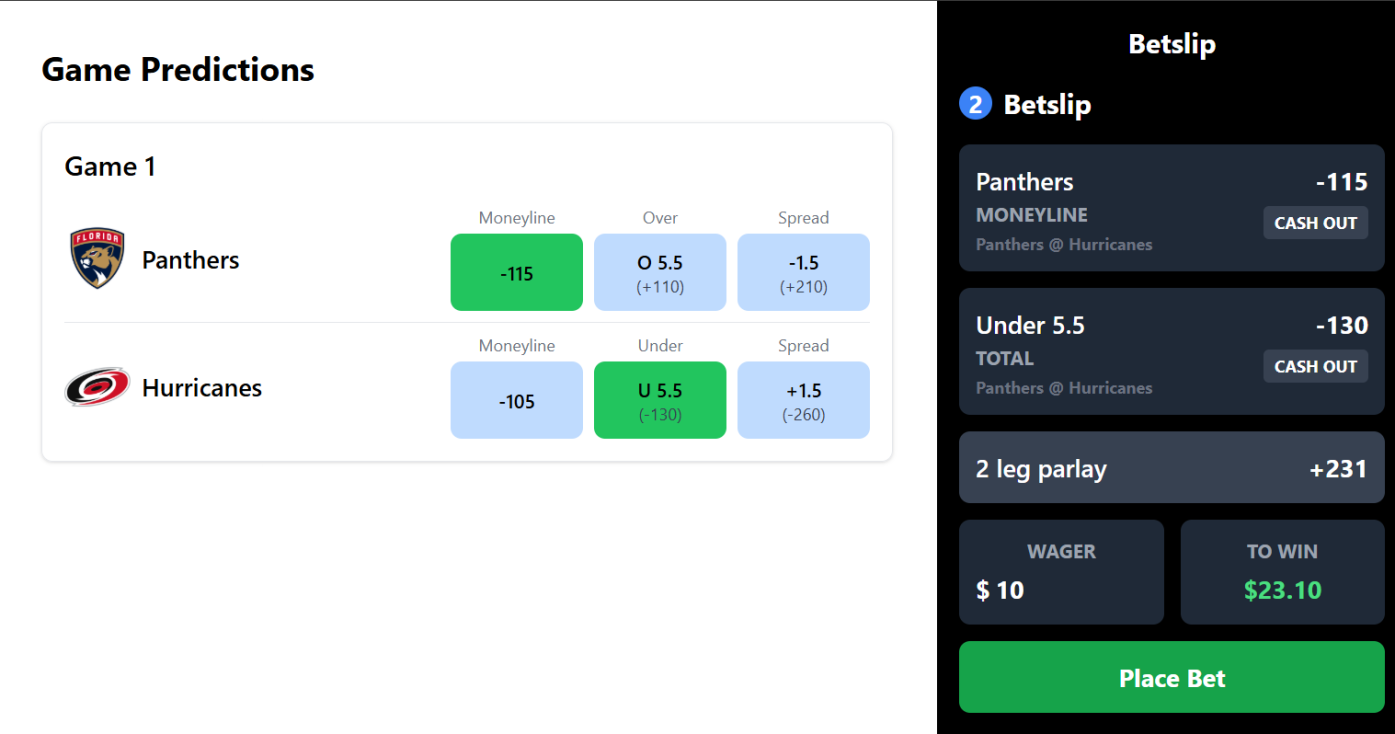 Game Predictions
Game 1
Moneyline Over Spread
FLORIDA
Panthers
-115
O 5.5
(+110)
-1.5
(+210)
Moneyline Under Spread
Hurricanes
-105
U 5.5
(-130)
+1.5
(-260)
Betslip
2 Betslip
Panthers -115
MONEYLINE
CASH OUT
Panthers @ Hurricanes
Under 5.5 -130
TOTAL
CASH OUT
Panthers @ Hurricanes
2 leg parlay +231
WAGER
$ 10
TO WIN
$23.10
Place Bet